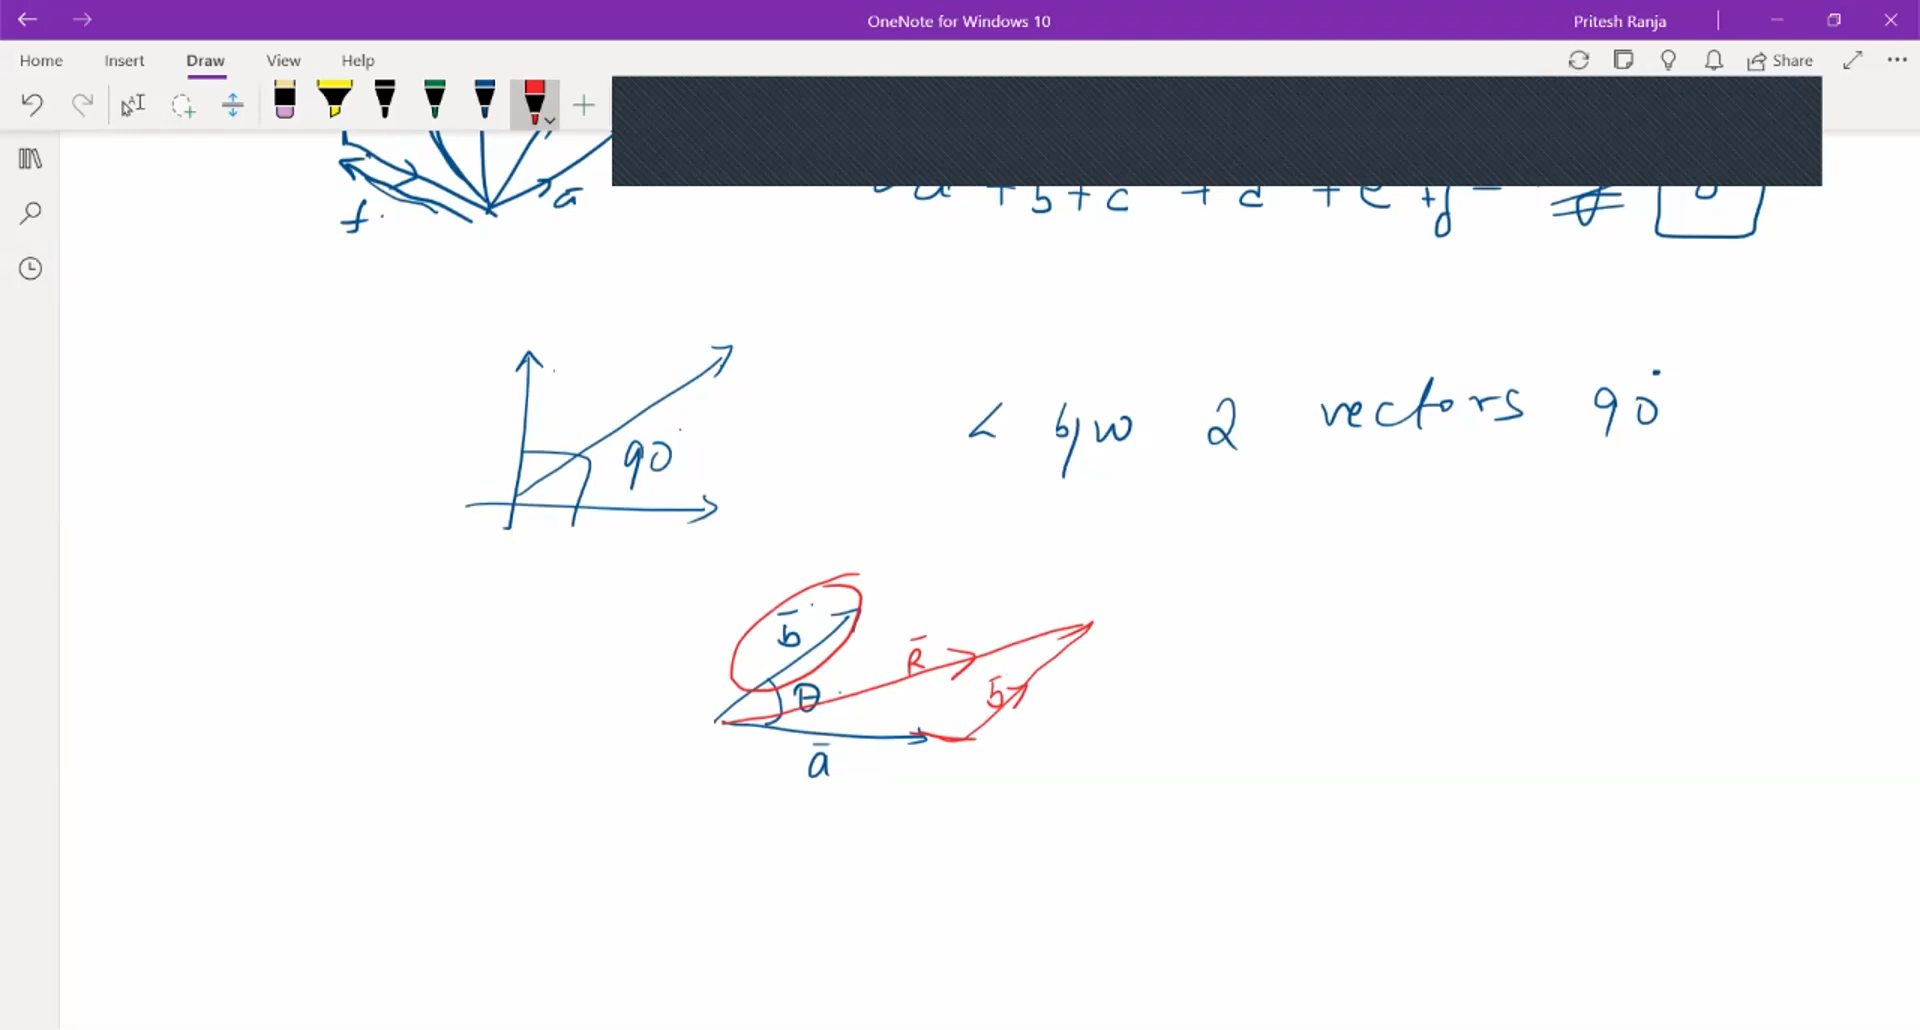 OneNote for Windows 10
Pritesh Ranja
Home Insert Draw View Help
Share
f
a̅
a + b + c + d + e + f =
90°
< b/w 2 vectors 90°
b̅
R̅
θ
b
a̅